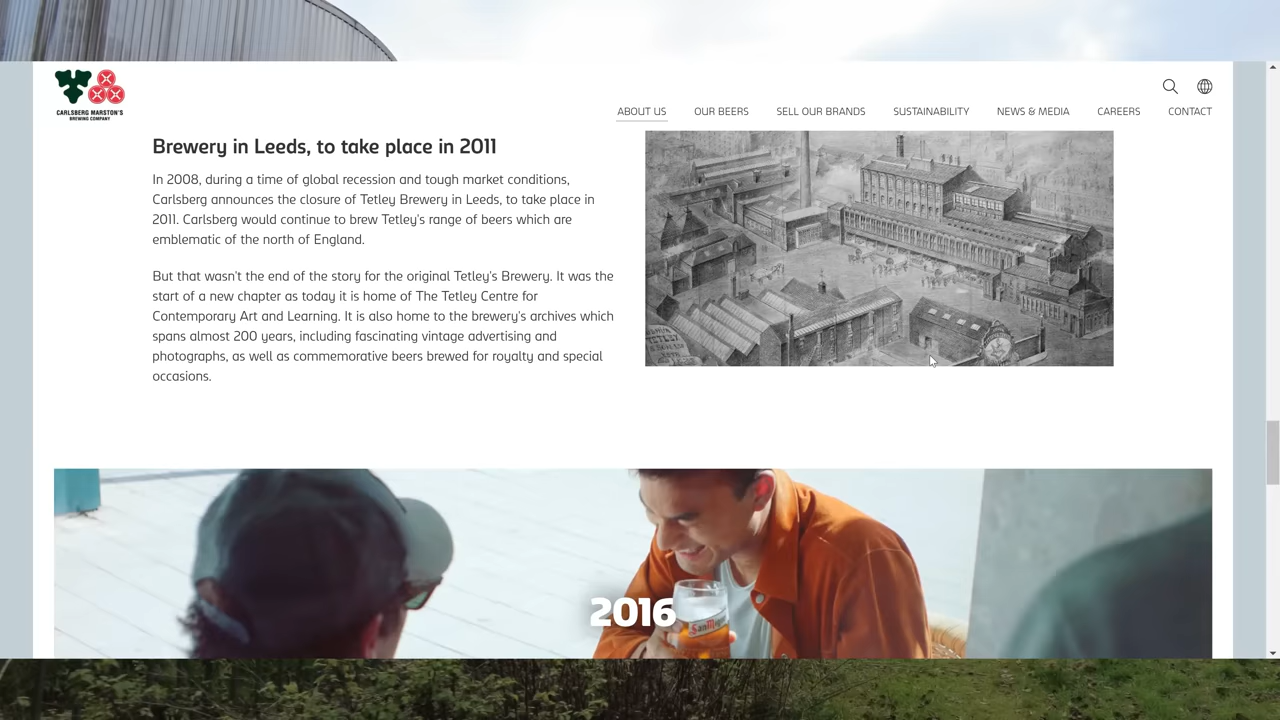 CARLSBERG MARSTON'S
BREWING COMPANY
ABOUT US OUR BEERS SELL OUR BRANDS SUSTAINABILITY NEWS & MEDIA CAREERS CONTACT
Brewery in Leeds, to take place in 2011
In 2008, during a time of global recession and tough market conditions,
Carlsberg announces the closure of Tetley Brewery in Leeds, to take place in
2011. Carlsberg would continue to brew Tetley's range of beers which are
emblematic of the north of England.
But that wasn't the end of the story for the original Tetley's Brewery. It was the
start of a new chapter as today it is home of The Tetley Centre for
Contemporary Art and Learning. It is also home to the brewery's archives which
spans almost 200 years, including fascinating vintage advertising and
photographs, as well as commemorative beers brewed for royalty and special
occasions.
2016